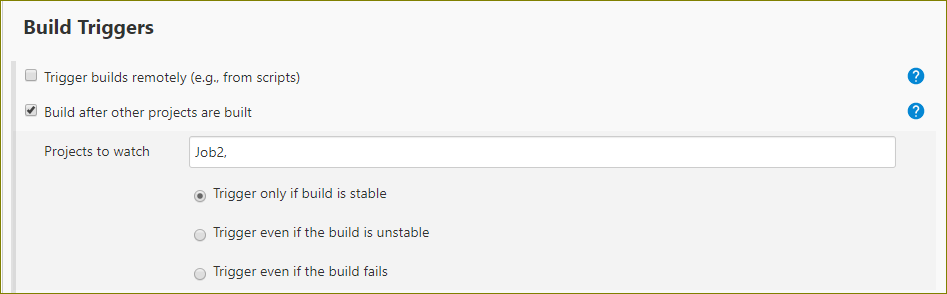 Build Triggers
Trigger builds remotely (e.g., from scripts)
?
Build after other projects are built
?
Projects to watch
Job2,
Trigger only if build is stable
Trigger even if the build is unstable
Trigger even if the build fails